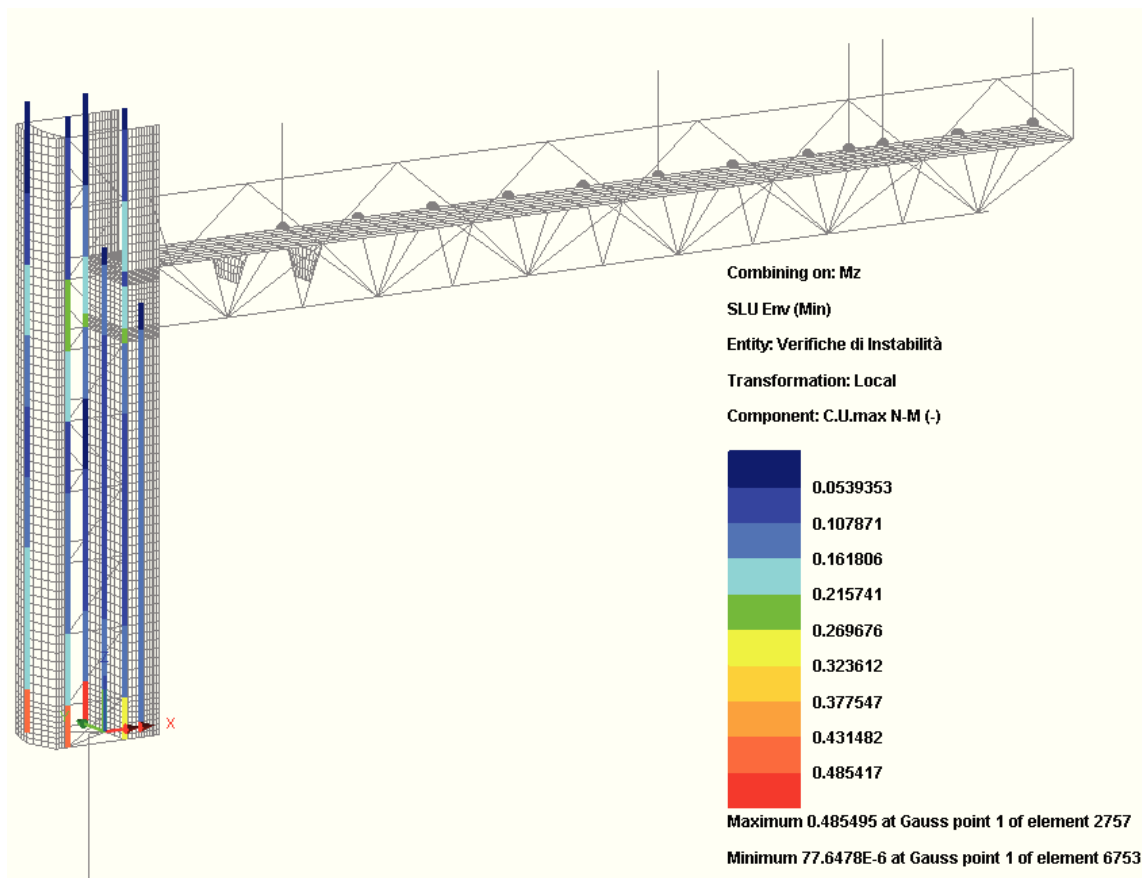 Combining on: Mz
SLU Env (Min)
Entity: Verifiche di Instabilità
Transformation: Local
Component: C.U.max N-M (-)
0.0539353
0.107871
0.161806
0.215741
0.269676
0.323612
0.377547
0.431482
0.485417
X
Maximum 0.485495 at Gauss point 1 of element 2757
Minimum 77.6478E-6 at Gauss point 1 of element 6753